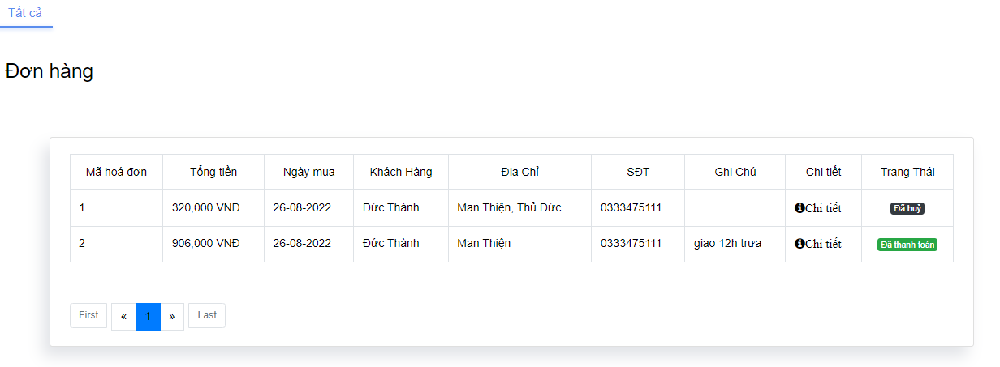 Tất cả
Đơn hàng
Mã hoá đơn Tổng tiền Ngày mua Khách Hàng Địa Chỉ SĐT Ghi Chú Chi tiết Trạng Thái
1 320,000 VNĐ 26-08-2022 Đức Thành Man Thiện, Thủ Đức 0333475111 Chi tiết Đã huỷ
2 906,000 VNĐ 26-08-2022 Đức Thành Man Thiện 0333475111 giao 12h trưa Chi tiết Đã thanh toán
First « 1 » Last